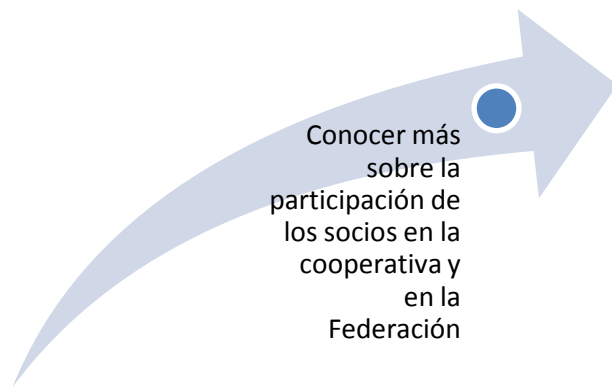 Conocer más
sobre la
participación de
los socios en la
cooperativa y
en la
Federación